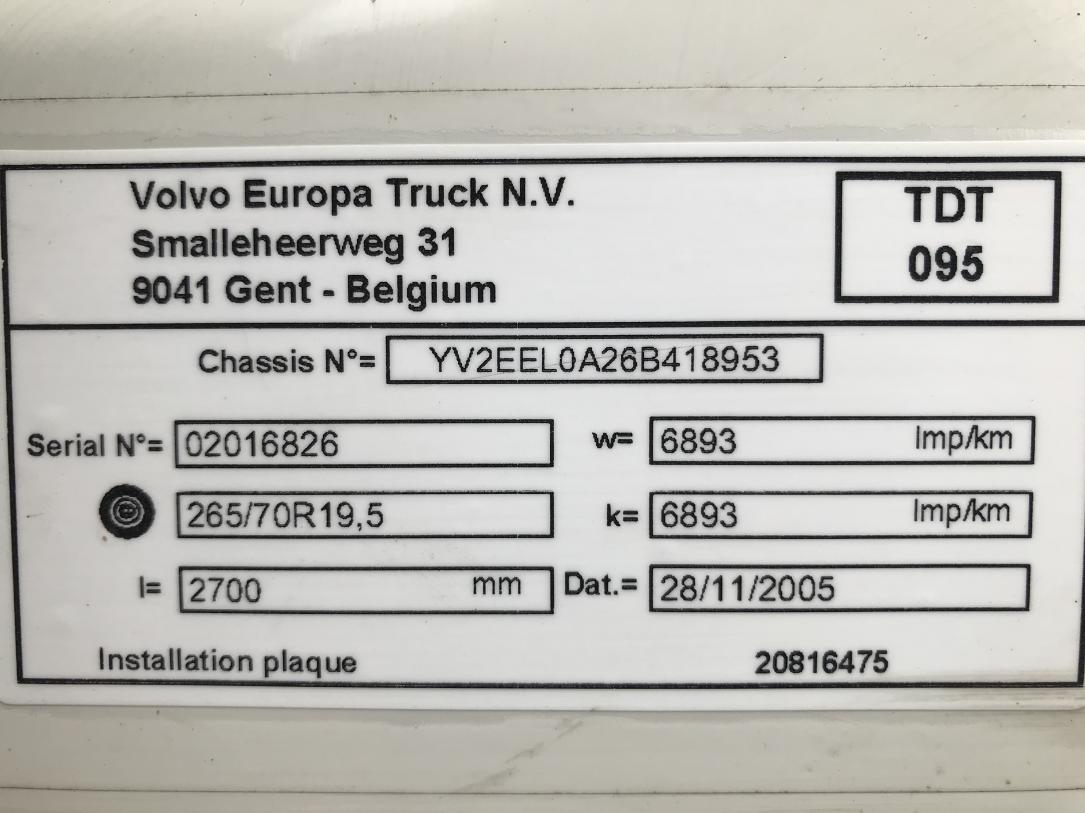 Volvo Europa Truck N.V.
Smalleheerweg 31
9041 Gent - Belgium
TDT
095
Chassis N°= YV2EEL0A26B418953
Serial N°= 02016826 w= 6893 Imp/km
265/70R19,5 k= 6893 Imp/km
l= 2700 mm Dat.= 28/11/2005
Installation plaque 20816475